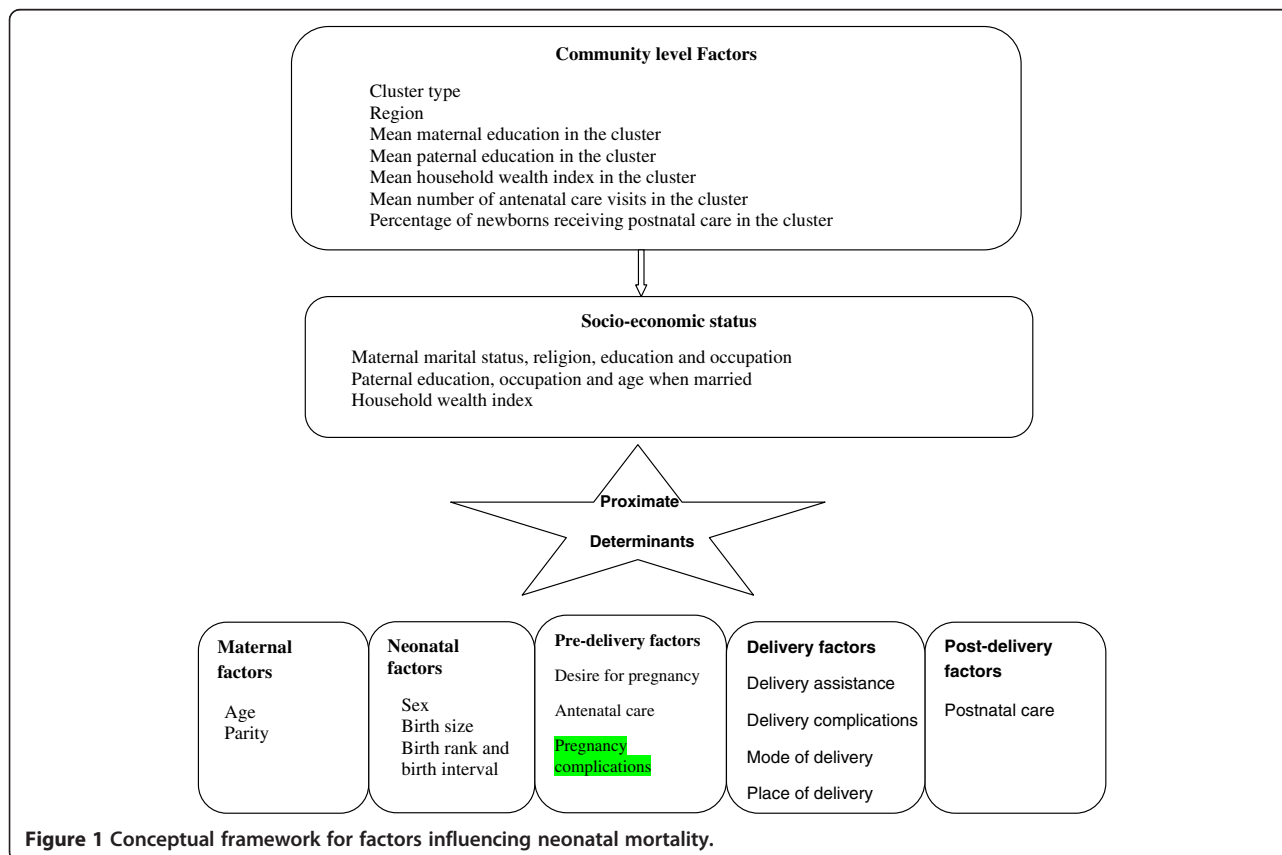 Community level Factors
Cluster type
Region
Mean maternal education in the cluster
Mean paternal education in the cluster
Mean household wealth index in the cluster
Mean number of antenatal care visits in the cluster
Percentage of newborns receiving postnatal care in the cluster
Socio-economic status
Maternal marital status, religion, education and occupation
Paternal education, occupation and age when married
Household wealth index
Proximate
Determinants
Maternal
factors
Age
Parity
Neonatal
factors
Sex
Birth size
Birth rank and
birth interval
Pre-delivery factors
Desire for pregnancy
Antenatal care
Pregnancy
complications
Delivery factors
Delivery assistance
Delivery complications
Mode of delivery
Place of delivery
Post-delivery
factors
Postnatal care
Figure 1 Conceptual framework for factors influencing neonatal mortality.